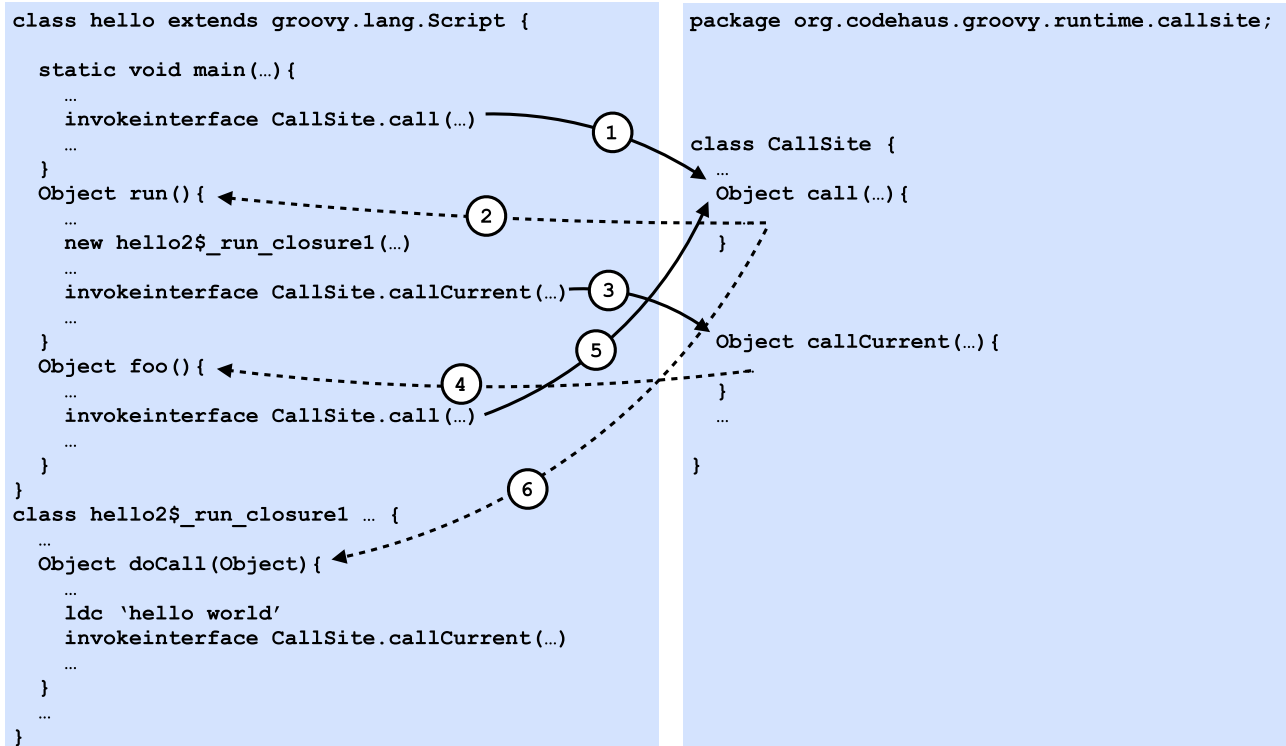 class hello extends groovy.lang.Script {
static void main(…){
…
invokeinterface CallSite.call(…)
…
}
Object run(){
…
new hello2$_run_closure1(…)
…
invokeinterface CallSite.callCurrent(…)
…
}
Object foo(){
…
invokeinterface CallSite.call(…)
…
}
}
class hello2$_run_closure1 … {
…
Object doCall(Object){
…
ldc ‘hello world’
invokeinterface CallSite.callCurrent(…)
…
}
…
}
1
2
3
5
4
6
package org.codehaus.groovy.runtime.callsite;
class CallSite {
…
Object call(…){
…
}
Object callCurrent(…){
}
…
}